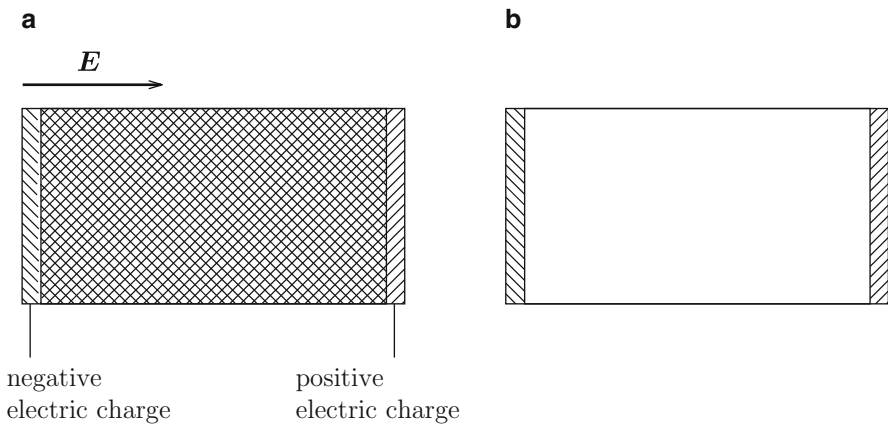 a
b
E
negative
electric charge
positive
electric charge